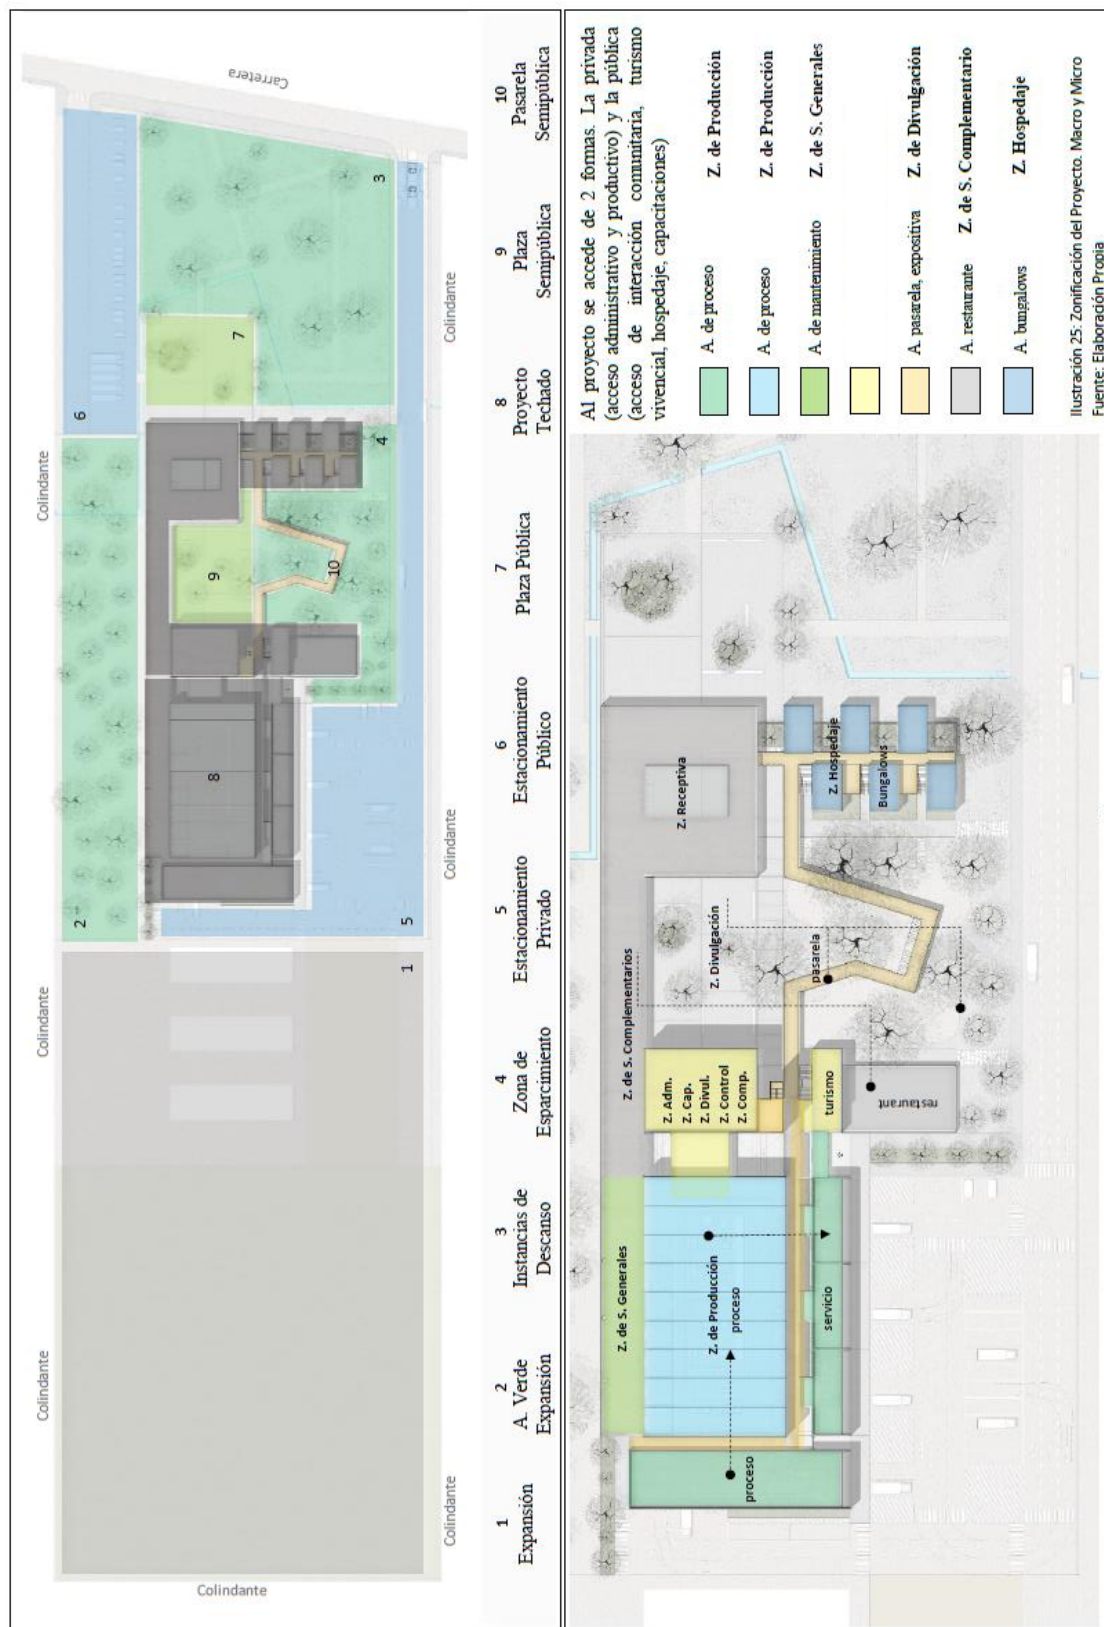 Colindante
Colindante
Colindante
Colindante
Colindante
Colindante
Colindante
Carretera
1
2
3
4
5
6
7
8
9
10
1
Expansión
2
A. Verde
Expansión
3
Instancias de
Descanso
4
Zona de
Esparcimiento
5
Estacionamiento
Privado
6
Estacionamiento
Público
7
Plaza Pública
8
Proyecto
Techado
9
Plaza
Semipública
10
Pasarela
Semipública
proceso
Z. de S. Generales
Z. de Producción
proceso
servicio
Z. Adm.
Z. Cap.
Z. Divul.
Z. Control
Z. Comp.
turismo
restaurant
Z. de S. Complementarios
Z. Divulgación
pasarela
Z. Receptiva
Z. Hospedaje
Bungalows
Al proyecto se accede de 2 formas. La privada
(acceso administrativo y productivo) y la pública
(acceso de interacción comunitaria, turismo
vivencial, hospedaje, capacitaciones)
A. de proceso Z. de Producción
A. de proceso Z. de Producción
A. de mantenimiento Z. de S. Generales
A. pasarela, expositiva Z. de Divulgación
A. restaurante Z. de S. Complementario
A. bungalows Z. Hospedaje
Ilustración 25: Zonificación del Proyecto. Macro y Micro
Fuente: Elaboración Propia